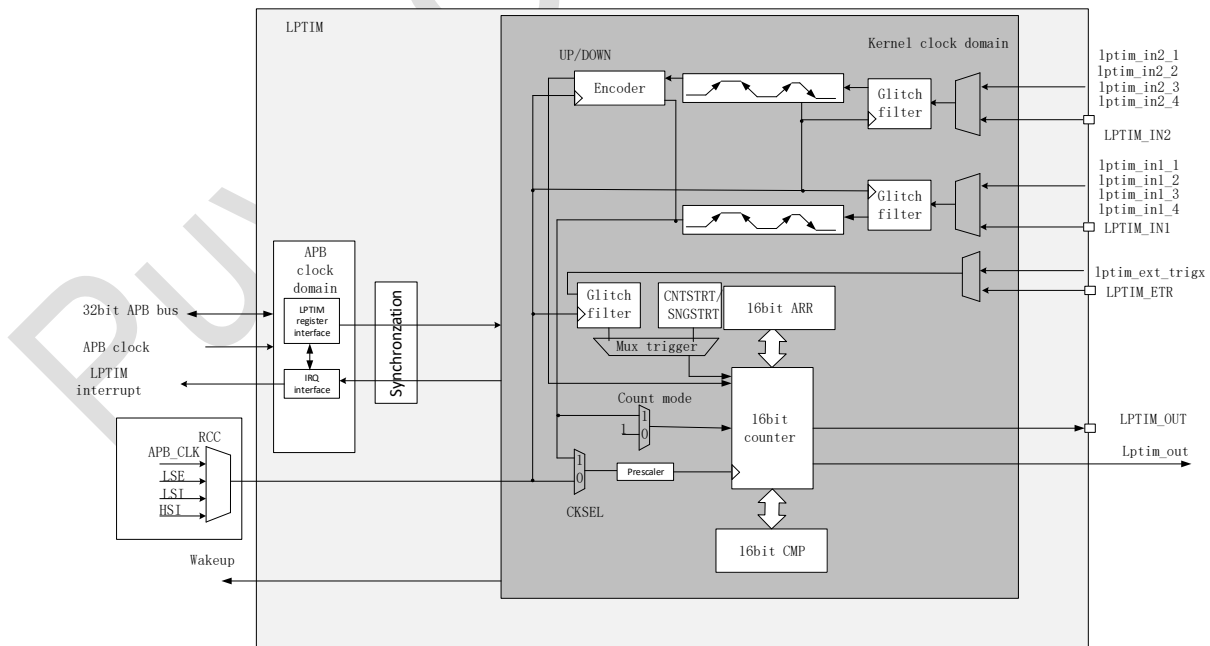 LPTIM
Kernel clock domain
UP/DOWN
Encoder
Glitch
filter
lptim_in2_1
lptim_in2_2
lptim_in2_3
lptim_in2_4
LPTIM_IN2
Glitch
filter
lptim_in1_1
lptim_in1_2
lptim_in1_3
lptim_in1_4
LPTIM_IN1
lptim_ext_trigx
LPTIM_ETR
APB
clock
domain
LPTIM
register
interface
IRQ
interface
Synchronzation
32bit APB bus
APB clock
LPTIM
interrupt
Glitch
filter
CNTSTRT/
SNGSTRT
Mux trigger
16bit ARR
Count mode
1
1
0
16bit
counter
LPTIM_OUT
Lptim_out
RCC
APB_CLK
LSE
LSI
HSI
1
0
Prescaler
CKSEL
16bit CMP
Wakeup